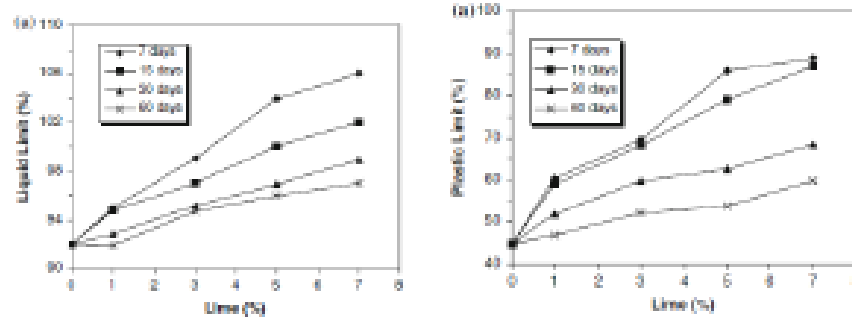 (a)
110
106
102
98
94
90
Liquid Limit (%)
7 days
15 days
30 days
60 days
0 1 2 3 4 5 6 7 8
Lime (%)
(a)
100
90
80
70
60
50
40
Plastic Limit (%)
7 days
15 days
30 days
60 days
0 1 2 3 4 5 6 7 8
Lime (%)